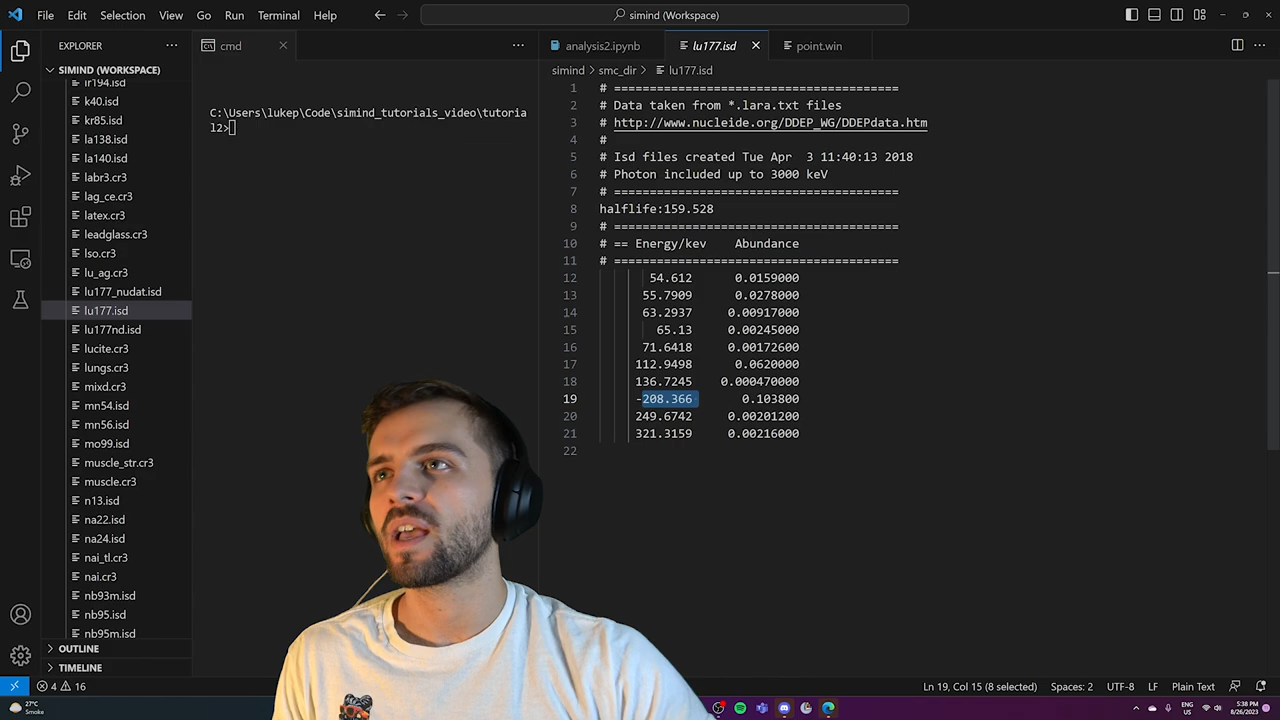 File Edit Selection View Go Run Terminal Help
simind (Workspace)
EXPLORER
SIMIND (WORKSPACE)
ir194.isd
k40.isd
kr85.isd
la138.isd
la140.isd
labr3.cr3
lag_ce.cr3
latex.cr3
leadglass.cr3
lso.cr3
lu_ag.cr3
lu177_nudat.isd
lu177.isd
lu177nd.isd
lucite.cr3
lungs.cr3
mixd.cr3
mn54.isd
mn56.isd
mo99.isd
muscle_str.cr3
muscle.cr3
n13.isd
na22.isd
na24.isd
nai_tl.cr3
nai.cr3
nb93m.isd
nb95.isd
nb95m.isd
OUTLINE
TIMELINE
cmd
C:\Users\lukep\Code\simind_tutorials_video\tutoria
l2>
analysis2.ipynb lu177.isd point.win
simind > smc_dir > lu177.isd
1 # =======================================
2 # Data taken from *.lara.txt files
3 # http://www.nucleide.org/DDEP_WG/DDEPdata.htm
4 #
5 # Isd files created Tue Apr  3 11:40:13 2018
6 # Photon included up to 3000 keV
7 # =======================================
8 halflife:159.528
9 # =======================================
10 # == Energy/kev    Abundance
11 # =======================================
12 54.612 0.0159000
13 55.7909 0.0278000
14 63.2937 0.00917000
15 65.13 0.00245000
16 71.6418 0.00172600
17 112.9498 0.0620000
18 136.7245 0.000470000
19 -208.366 0.103800
20 249.6742 0.00201200
21 321.3159 0.00216000
22
4 16 Ln 19, Col 15 (8 selected) Spaces: 2 UTF-8 LF Plain Text
27°C
Smoke
ENG
US
5:38 PM
8/26/2023